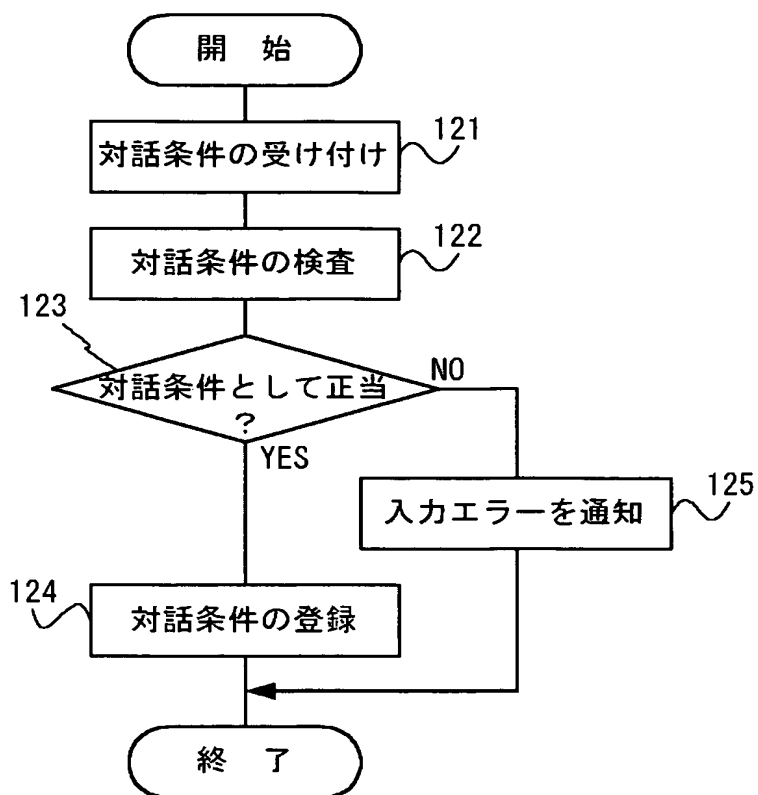 開 始
対話条件の受け付け
121
対話条件の検査
122
123
対話条件として正当
?
NO
YES
入力エラーを通知
125
124
対話条件の登録
終 了